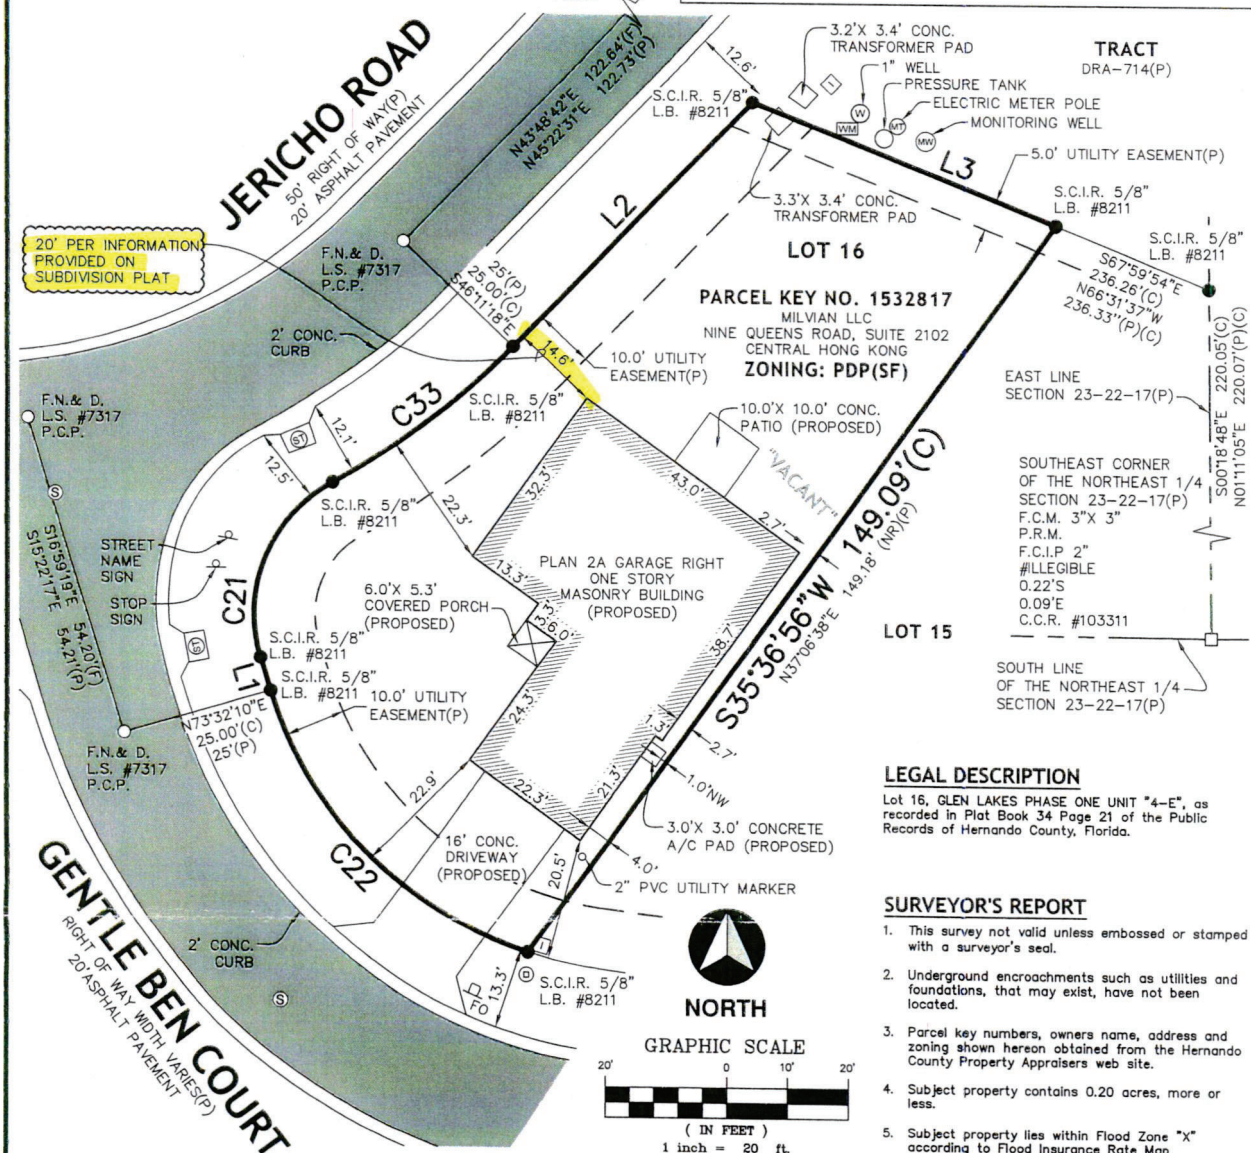 JERICHO ROAD
50' RIGHT OF WAY(P)
20' ASPHALT PAVEMENT
N43°48'42"E 122.64'(F)
N45°22'31"E 122.73'(P)
12.6'
3.2'X 3.4' CONC.
TRANSFORMER PAD
1" WELL
PRESSURE TANK
ELECTRIC METER POLE
MONITORING WELL
TRACT
DRA-714(P)
S.C.I.R. 5/8"
L.B. #8211
W
WM
MT
MW
I
L3
5.0' UTILITY EASEMENT(P)
3.3'X 3.4' CONC.
TRANSFORMER PAD
S.C.I.R. 5/8"
L.B. #8211
S.C.I.R. 5/8"
L.B. #8211
L2
LOT 16
20' PER INFORMATION
PROVIDED ON
SUBDIVISION PLAT
F.N.& D.
L.S. #7317
P.C.P.
25'(P)
25.00'(C)
S46°11'18"E
S67°59'54"E
236.26'(C)
N66°31'37"W
236.33'(P)(C)
PARCEL KEY NO. 1532817
MILVIAN LLC
NINE QUEENS ROAD, SUITE 2102
CENTRAL HONG KONG
ZONING: PDP(SF)
2' CONC.
CURB
14.6'
10.0' UTILITY
EASEMENT(P)
EAST LINE
SECTION 23-22-17(P)
S00°18'48"E 220.05'(C)
N01°11'05"E 220.07'(P)(C)
F.N.& D.
L.S. #7317
P.C.P.
C33
S.C.I.R. 5/8"
L.B. #8211
10.0'X 10.0' CONC.
PATIO (PROPOSED)
"VACANT"
ST
12.1'
12.5'
32.3'
43.0'
2.7'
22.3'
S.C.I.R. 5/8"
L.B. #8211
SOUTHEAST CORNER
OF THE NORTHEAST 1/4
SECTION 23-22-17(P)
F.C.M. 3"X 3"
P.R.M.
F.C.I.P 2"
#ILLEGIBLE
0.22'S
0.09'E
C.C.R. #103311
S
S16°59'19"E 54.20'(F)
S15°22'17"E 54.21'(P)
STREET
NAME
SIGN
STOP
SIGN
C21
6.0'X 5.3'
COVERED PORCH
(PROPOSED)
13.3'
3.3'
6.0'
PLAN 2A GARAGE RIGHT
ONE STORY
MASONRY BUILDING
(PROPOSED)
38.7'
S35°36'56"W 149.09'(C)
N37°06'38"E 149.18' (NR)(P)
LOT 15
LS
S.C.I.R. 5/8"
L.B. #8211
L1
S.C.I.R. 5/8"
L.B. #8211
10.0' UTILITY
EASEMENT(P)
SOUTH LINE
OF THE NORTHEAST 1/4
SECTION 23-22-17(P)
N73°32'10"E
25.00'(C)
25'(P)
F.N.& D.
L.S. #7317
P.C.P.
24.3'
1.3'
2.7'
22.9'
22.3'
21.3'
1.0'NW
3.0'X 3.0' CONCRETE
A/C PAD (PROPOSED)
16' CONC.
DRIVEWAY
(PROPOSED)
C22
20.5'
4.0'
2" PVC UTILITY MARKER
LEGAL DESCRIPTION
Lot 16, GLEN LAKES PHASE ONE UNIT "4-E", as
recorded in Plat Book 34 Page 21 of the Public
Records of Hernando County, Florida.
GENTLE BEN COURT
RIGHT OF WAY WIDTH VARIES(P)
20'ASPHALT PAVEMENT
2' CONC.
CURB
S
13.3'
FO
I
S.C.I.R. 5/8"
L.B. #8211
NORTH
GRAPHIC SCALE
20' 0 10' 20'
( IN FEET )
1 inch = 20 ft.
SURVEYOR'S REPORT
1. This survey not valid unless embossed or stamped
with a surveyor's seal.
2. Underground encroachments such as utilities and
foundations, that may exist, have not been
located.
3. Parcel key numbers, owners name, address and
zoning shown hereon obtained from the Hernando
County Property Appraisers web site.
4. Subject property contains 0.20 acres, more or
less.
5. Subject property lies within Flood Zone "X"
according to Flood Insurance Rate Map